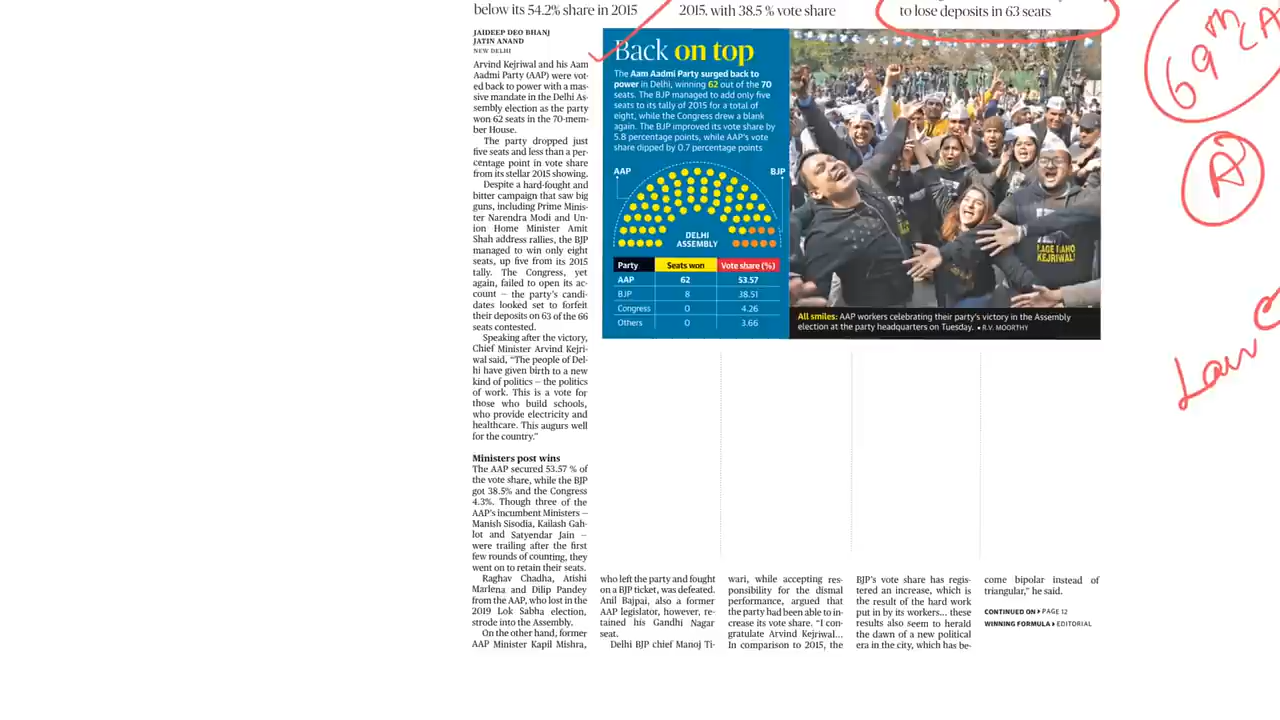 below its 54.2% share in 2015
2015, with 38.5 % vote share
to lose deposits in 63 seats
JAIDEEP DEO BHANJ
JATIN ANAND
NEW DELHI
Arvind Kejriwal and his Aam
Aadmi Party (AAP) were vot-
ed back to power with a mas-
sive mandate in the Delhi As-
sembly election as the party
won 62 seats in the 70-mem-
ber House.
The party dropped just
five seats and less than a per-
centage point in vote share
from its stellar 2015 showing.
Despite a hard-fought and
bitter campaign that saw big
guns, including Prime Minis-
ter Narendra Modi and Un-
ion Home Minister Amit
Shah address rallies, the BJP
managed to win only eight
seats, up five from its 2015
tally. The Congress, yet
again, failed to open its ac-
count – the party's candi-
dates looked set to forfeit
their deposits on 63 of the 66
seats contested.
Speaking after the victory,
Chief Minister Arvind Kejri-
wal said, “The people of Del-
hi have given birth to a new
kind of politics – the politics
of work. This is a vote for
those who build schools,
who provide electricity and
healthcare. This augurs well
for the country.”
Ministers post wins
The AAP secured 53.57 % of
the vote share, while the BJP
got 38.5% and the Congress
4.3%. Though three of the
AAP's incumbent Ministers –
Manish Sisodia, Kailash Gah-
lot and Satyendar Jain –
were trailing after the first
few rounds of counting, they
went on to retain their seats.
Raghav Chadha, Atishi
Marlena and Dilip Pandey
from the AAP, who lost in the
2019 Lok Sabha election,
strode into the Assembly.
On the other hand, former
AAP Minister Kapil Mishra,
who left the party and fought
on a BJP ticket, was defeated.
Anil Bajpai, also a former
AAP legislator, however, re-
tained his Gandhi Nagar
seat.
Delhi BJP chief Manoj Ti-
wari, while accepting res-
ponsibility for the dismal
performance, argued that
the party had been able to in-
crease its vote share. “I con-
gratulate Arvind Kejriwal...
In comparison to 2015, the
BJP's vote share has regis-
tered an increase, which is
the result of the hard work
put in by its workers... these
results also seem to herald
the dawn of a new political
era in the city, which has be-
come bipolar instead of
triangular,” he said.
CONTINUED ON ▸ PAGE 12
WINNING FORMULA ▸ EDITORIAL
Back on top
The Aam Aadmi Party surged back to
power in Delhi, winning 62 out of the 70
seats. The BJP managed to add only five
seats to its tally of 2015 for a total of
eight, while the Congress drew a blank
again. The BJP improved its vote share by
5.8 percentage points, while AAP's vote
share dipped by 0.7 percentage points
AAP BJP
DELHI
ASSEMBLY
Party Seats won Vote share (%)
AAP 62 53.57
BJP 8 38.51
Congress 0 4.26
Others 0 3.66
LAGE RAHO
KEJRIWAL
All smiles: AAP workers celebrating their party's victory in the Assembly
election at the party headquarters on Tuesday. • R.V. MOORTHY
69 CA
Law